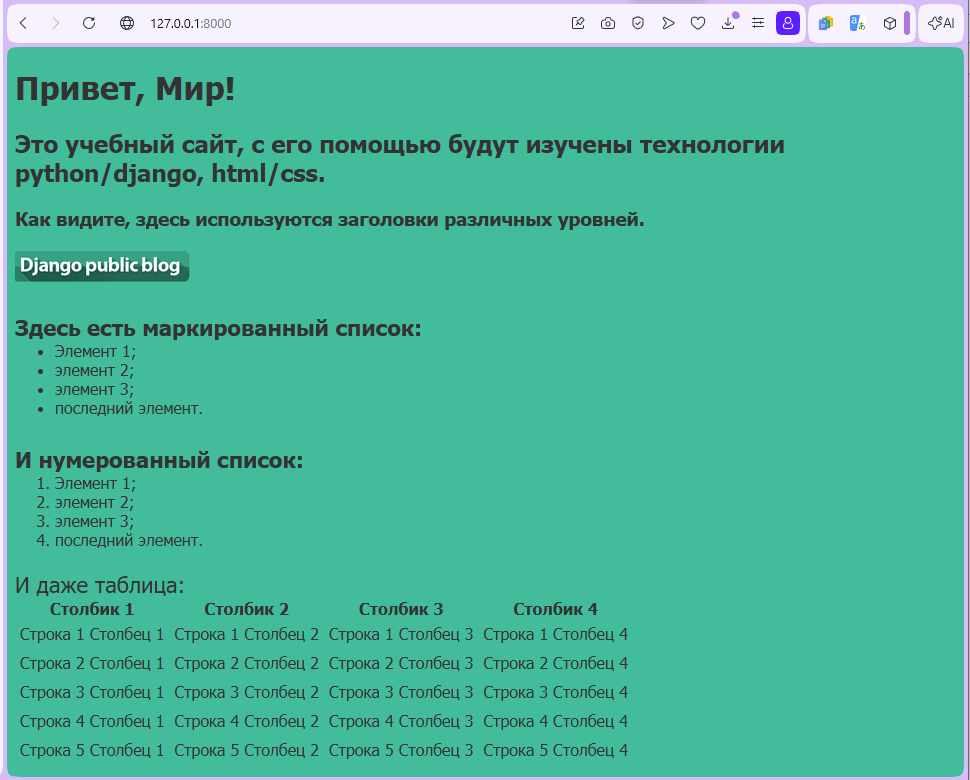 127.0.0.1:8000
AI
Привет, Мир!
Это учебный сайт, с его помощью будут изучены технологии
python/django, html/css.
Как видите, здесь используются заголовки различных уровней.
Django public blog
Здесь есть маркированный список:
• Элемент 1;
• элемент 2;
• элемент 3;
• последний элемент.
И нумерованный список:
1. Элемент 1;
2. элемент 2;
3. элемент 3;
4. последний элемент.
И даже таблица:
Столбик 1 Столбик 2 Столбик 3 Столбик 4
Строка 1 Столбец 1 Строка 1 Столбец 2 Строка 1 Столбец 3 Строка 1 Столбец 4
Строка 2 Столбец 1 Строка 2 Столбец 2 Строка 2 Столбец 3 Строка 2 Столбец 4
Строка 3 Столбец 1 Строка 3 Столбец 2 Строка 3 Столбец 3 Строка 3 Столбец 4
Строка 4 Столбец 1 Строка 4 Столбец 2 Строка 4 Столбец 3 Строка 4 Столбец 4
Строка 5 Столбец 1 Строка 5 Столбец 2 Строка 5 Столбец 3 Строка 5 Столбец 4